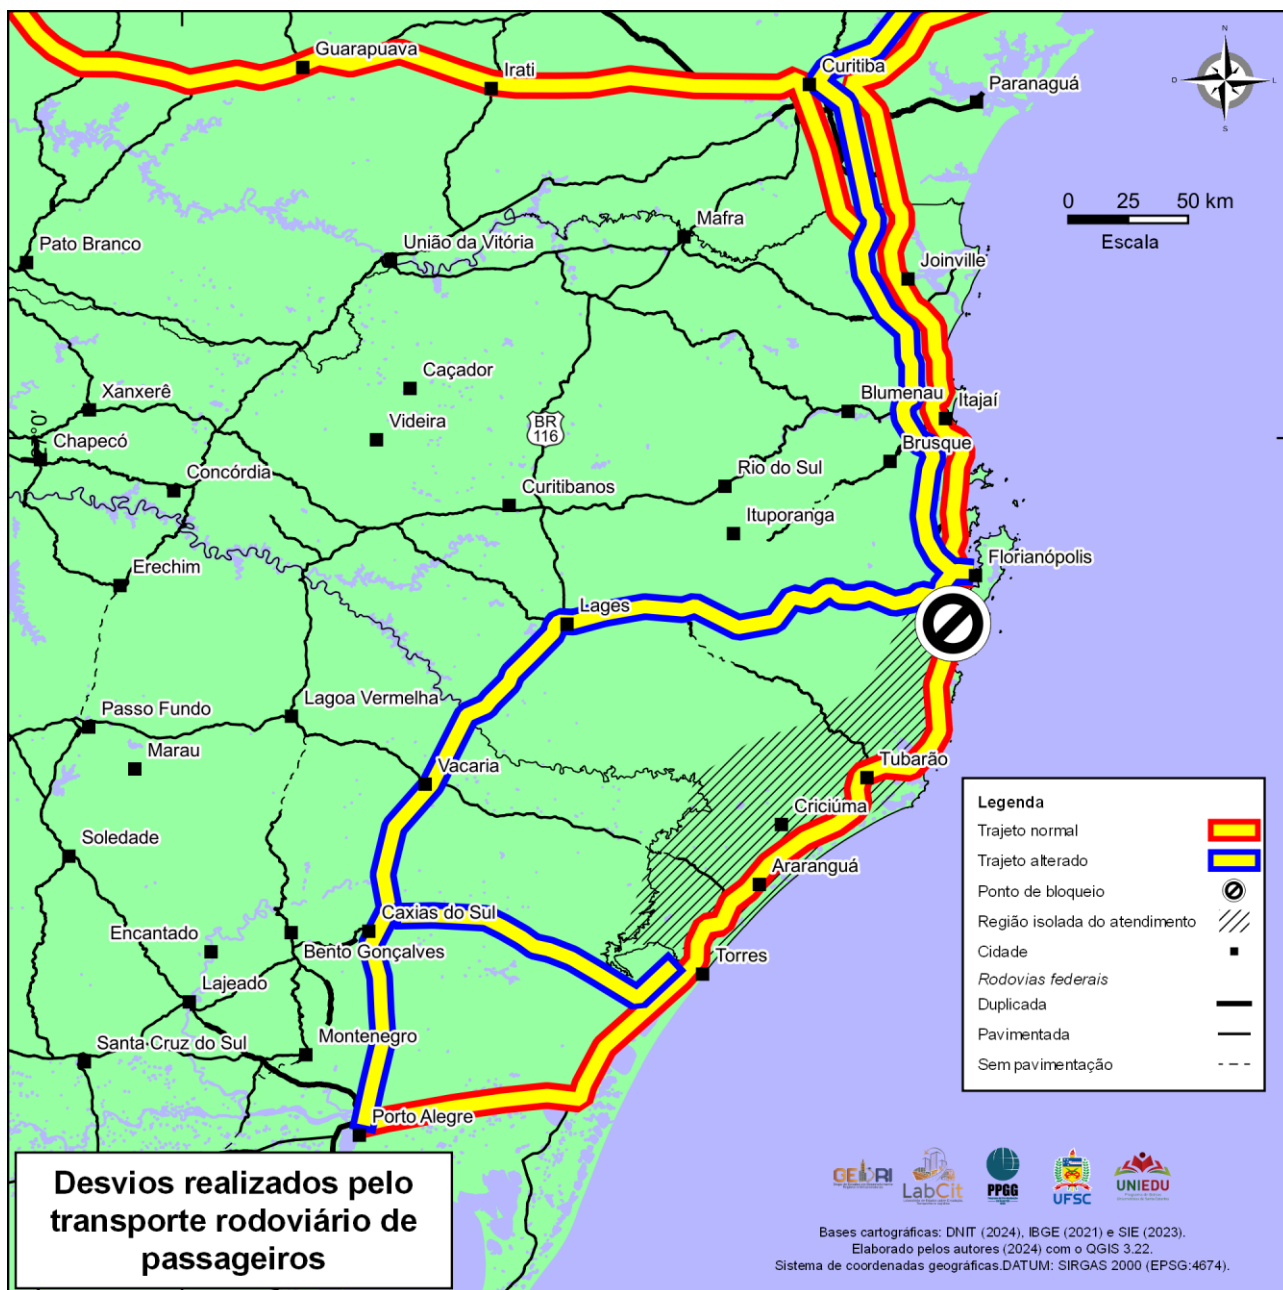 N
D
L
S
Guarapuava
Irati
Curitiba
Paranaguá
0 25 50 km
Escala
Mafra
União da Vitória
Pato Branco
Joinville
Caçador
Xanxerê
Videira
BR
116
Blumenau
Itajaí
7°0'
Chapecó
Brusque
Concórdia
Rio do Sul
Curitibanos
Ituporanga
Erechim
Florianópolis
Lages
Lagoa Vermelha
Passo Fundo
Marau
Vacaria
Tubarão
Criciúma
Soledade
Araranguá
Caxias do Sul
Encantado
Bento Gonçalves
Torres
Lajeado
Montenegro
Santa Cruz do Sul
Porto Alegre
Legenda
Trajeto normal
Trajeto alterado
Ponto de bloqueio
Região isolada do atendimento
Cidade
Rodovias federais
Duplicada
Pavimentada
Sem pavimentação
Desvios realizados pelo
transporte rodoviário de
passageiros
LabCit
PPGG
UFSC
UNIEDU
Bases cartográficas: DNIT (2024), IBGE (2021) e SIE (2023).
Elaborado pelos autores (2024) com o QGIS 3.22.
Sistema de coordenadas geográficas.DATUM: SIRGAS 2000 (EPSG:4674).